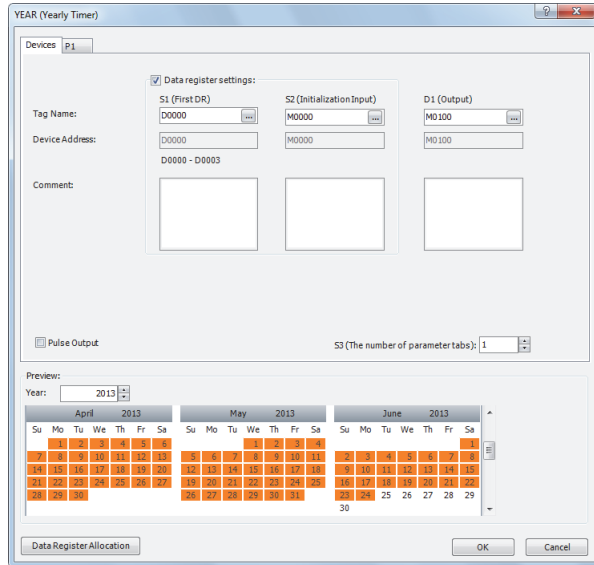 YEAR (Yearly Timer)
?
Devices P1
Data register settings:
S1 (First DR) S2 (Initialization Input) D1 (Output)
Tag Name: D0000 ... M0000 ... M0100 ...
Device Address: D0000 M0000 M0100
D0000 - D0003
Comment:
Pulse Output S3 (The number of parameter tabs): 1
Preview:
Year: 2013
April 2013 May 2013 June 2013
Su Mo Tu We Th Fr Sa Su Mo Tu We Th Fr Sa Su Mo Tu We Th Fr Sa
1 2 3 4 5 6 1 2 3 4 1
7 8 9 10 11 12 13 5 6 7 8 9 10 11 2 3 4 5 6 7 8
14 15 16 17 18 19 20 12 13 14 15 16 17 18 9 10 11 12 13 14 15
21 22 23 24 25 26 27 19 20 21 22 23 24 25 16 17 18 19 20 21 22
28 29 30 26 27 28 29 30 31 23 24 25 26 27 28 29
30
Data Register Allocation OK Cancel